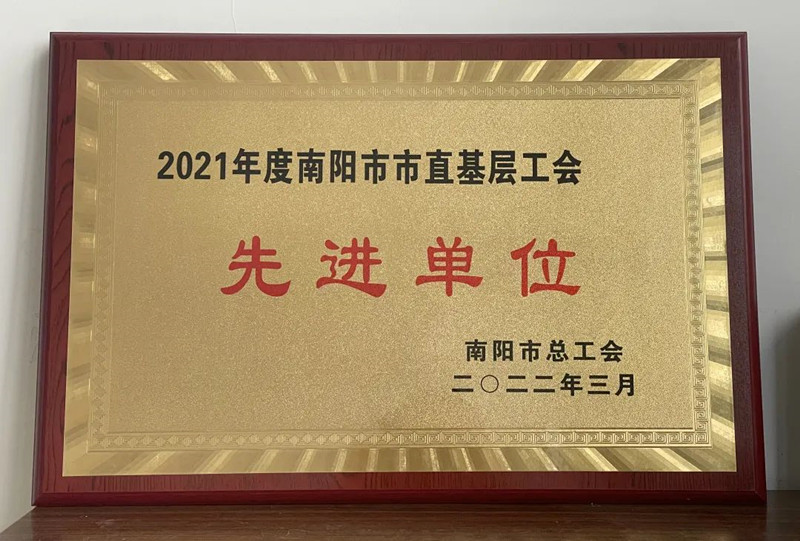 2021年度南阳市市直基层工会
先进单位
南阳市总工会
二〇二二年三月